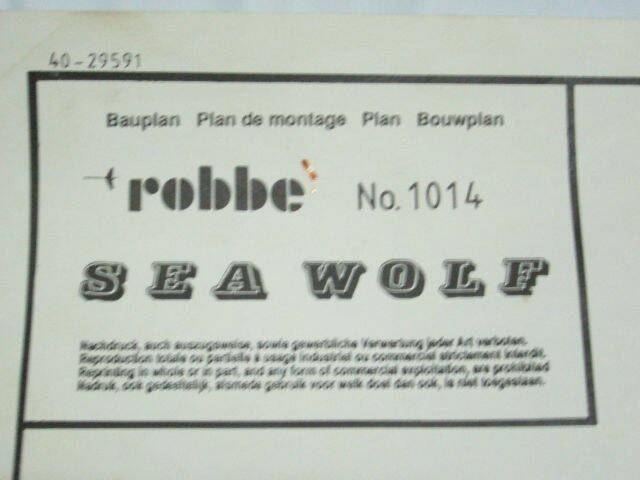 40-29591
Bauplan Plan de montage Plan Bouwplan
robbe No. 1014
SEA WOLF
Nachdruck, auch auszugsweise, sowie gewerbliche Verwertung jeder Art verboten.
Reproduction totale ou partielle à usage industriel ou commercial strictement interdit.
Reprinting in whole or in part, and any form of commercial exploitation, are prohibited
Nadruk, ook gedeeltelijk, alsmede gebruik voor welk doel dan ook, is niet toegestaan.